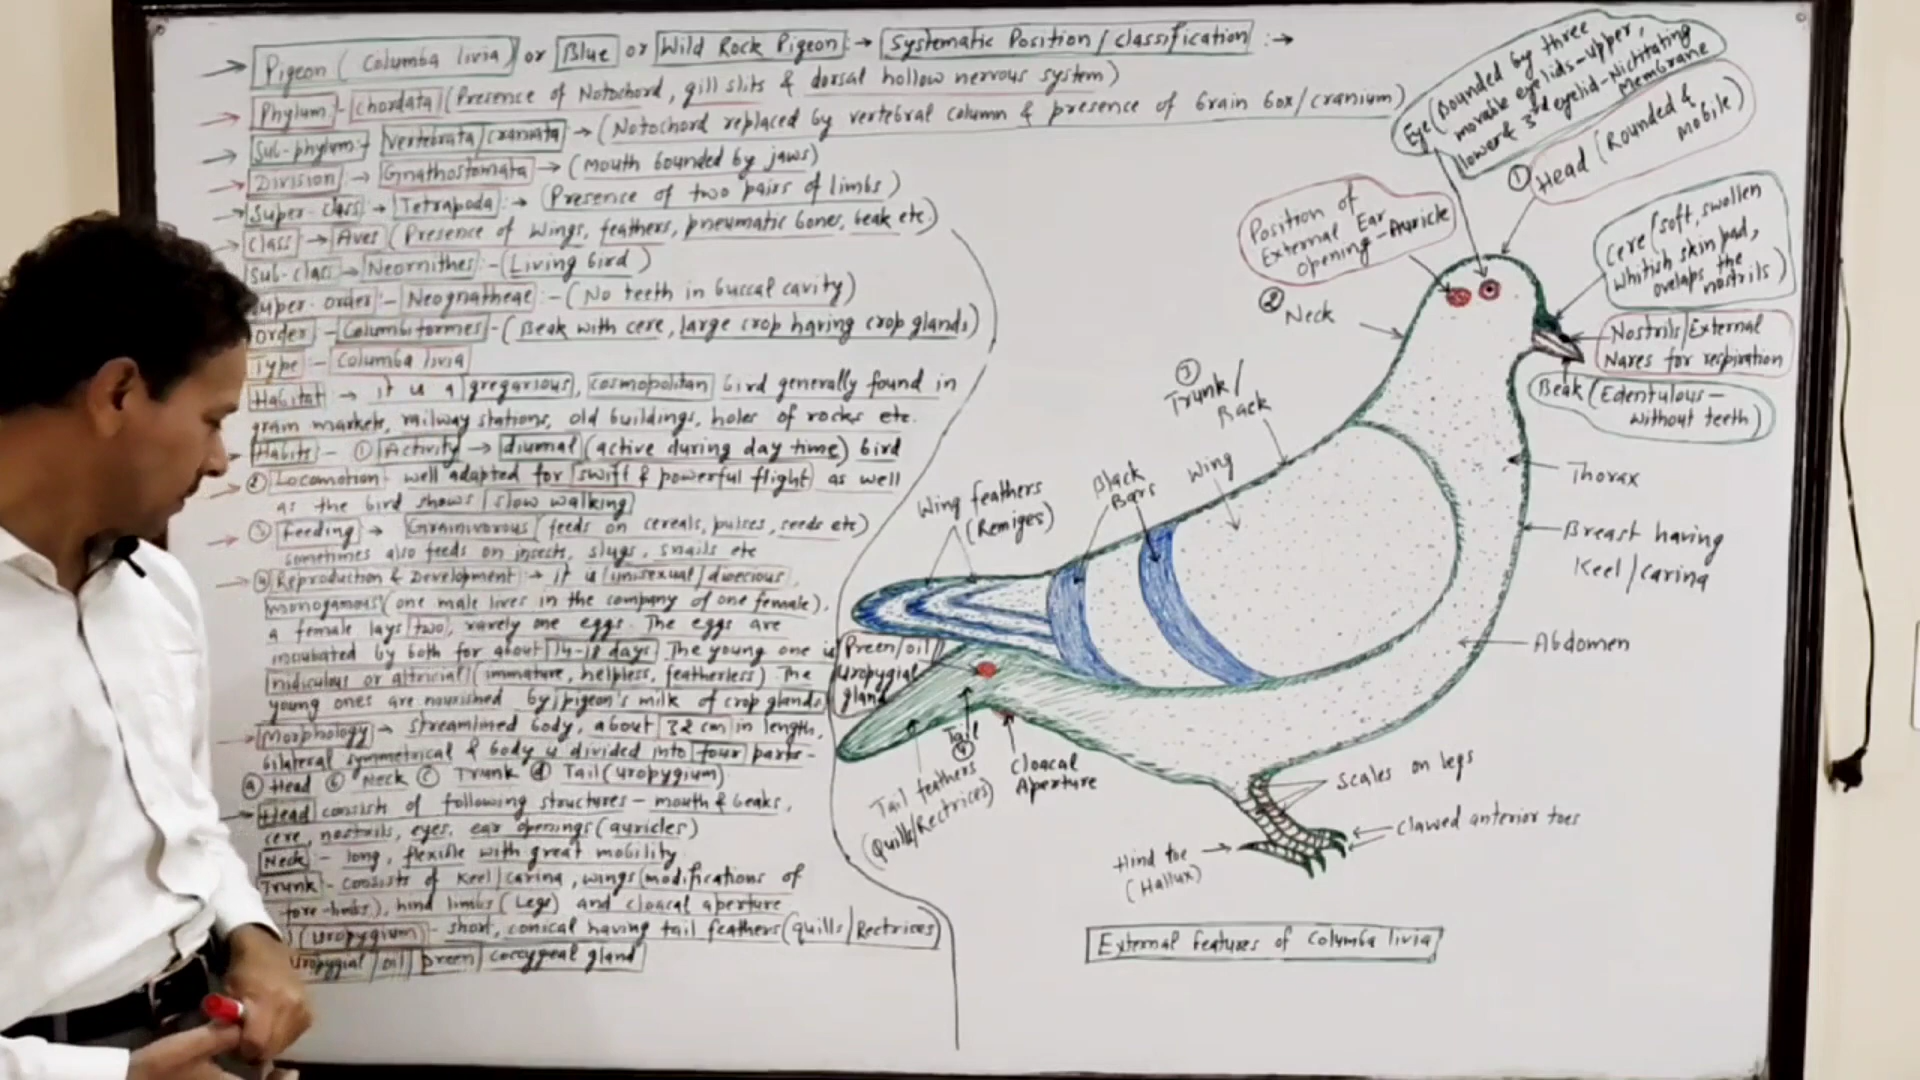 Pigeon ( Columba livia) or Blue or Wild Rock Pigeon :→ Systematic Position / classification :→
Phylum - Chordata (Presence of Notochord, gill slits & dorsal hollow nervous system)
Sub-phylum:- Vertebrata/craniata → (Notochord replaced by vertebral column & presence of brain box/cranium)
Division → Gnathostomata → (mouth bounded by jaws)
Super-class → Tetrapoda :→ (Presence of two pairs of limbs)
Class → Aves (Presence of wings, feathers, pneumatic bones, beak etc.)
Sub-class → Neornithes :- (Living bird)
super-order :- Neognatheae :- (No teeth in buccal cavity)
order - Columbiformes - (Beak with cere, large crop having crop glands)
Type :- Columba livia
Habitat → it is a gregarious, cosmopolitan bird generally found in
grain markets, railway stations, old buildings, holes of rocks etc.
Habits - ① Activity → diurnal (active during day time) bird
② Locomotion - well adapted for swift & powerful flight as well
as the bird shows slow walking
③ Feeding → Grainivorous (feeds on cereals, pulses, seeds etc)
sometimes also feeds on insects, slugs, snails etc
④ Reproduction & Development → it is unisexual/dioecious,
monogamous (one male lives in the company of one female),
a female lays two, rarely one eggs. The eggs are
incubated by both for about 14-18 days. The young one is
nidiculous or altricial (immature, helpless, featherless) The
young ones are nourished by pigeon's milk of crop glands
Morphology → streamlined body, about 32 cm in length,
bilateral symmetrical & body is divided into four parts -
ⓐ Head ⓑ Neck ⓒ Trunk ⓓ Tail (uropygium)
Head consists of following structures - mouth & beaks,
cere, nostrils, eyes, ear openings (auricles)
Neck :- long, flexible with great mobility
Trunk - consists of Keel/carina, wings (modifications of
fore-limbs), hind limbs (Legs) and cloacal aperture
(uropygium) - short, conical having tail feathers (quills/Rectrices)
uropygial/oil/preen/coccygeal gland
Eye (Bounded by three
movable eye lids - upper,
lower & 3rd eyelid - Nictitating
Membrane
① Head (Rounded &
mobile)
Position of
External Ear
opening - Auricle
② Neck
cere (soft, swollen
whitish skin pad,
ovelaps the
nostrils)
Nostrils/External
Nares for respiration
Beak (Edentulous -
without teeth)
③
Trunk/
Back
Wing
Black
Bars
Wing feathers
(Remiges)
Thorax
Breast having
Keel/carina
Abdomen
Preen/oil/
uropygial
gland
Tail
④
Cloacal
Aperture
Tail feathers
(Quills/Rectrices)
Scales on legs
Clawed anterior toes
Hind toe
(Hallux)
External features of Columba livia